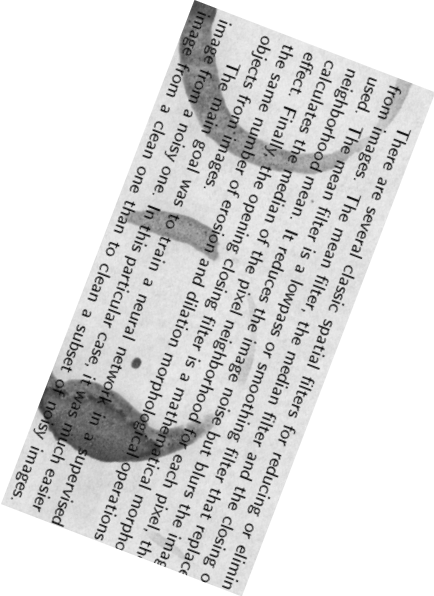 There are several classic spatial filters for reducing or elimin
from images. The mean filter, the median filter and the closing o
used. The mean filter is a lowpass or smoothing filter that replace
neighborhood mean. It reduces the image noise but blurs the imag
calculates the median of the pixel neighborhood for each pixel, th
effect. Finally, the opening closing filter is a mathematical morpho
the same number of erosion and dilation morphological operations
objects from images.
The main goal was to train a neural network in a supervised
image from a noisy one. In this particular case, it was much easier
image from a clean one than to clean a subset of noisy images.